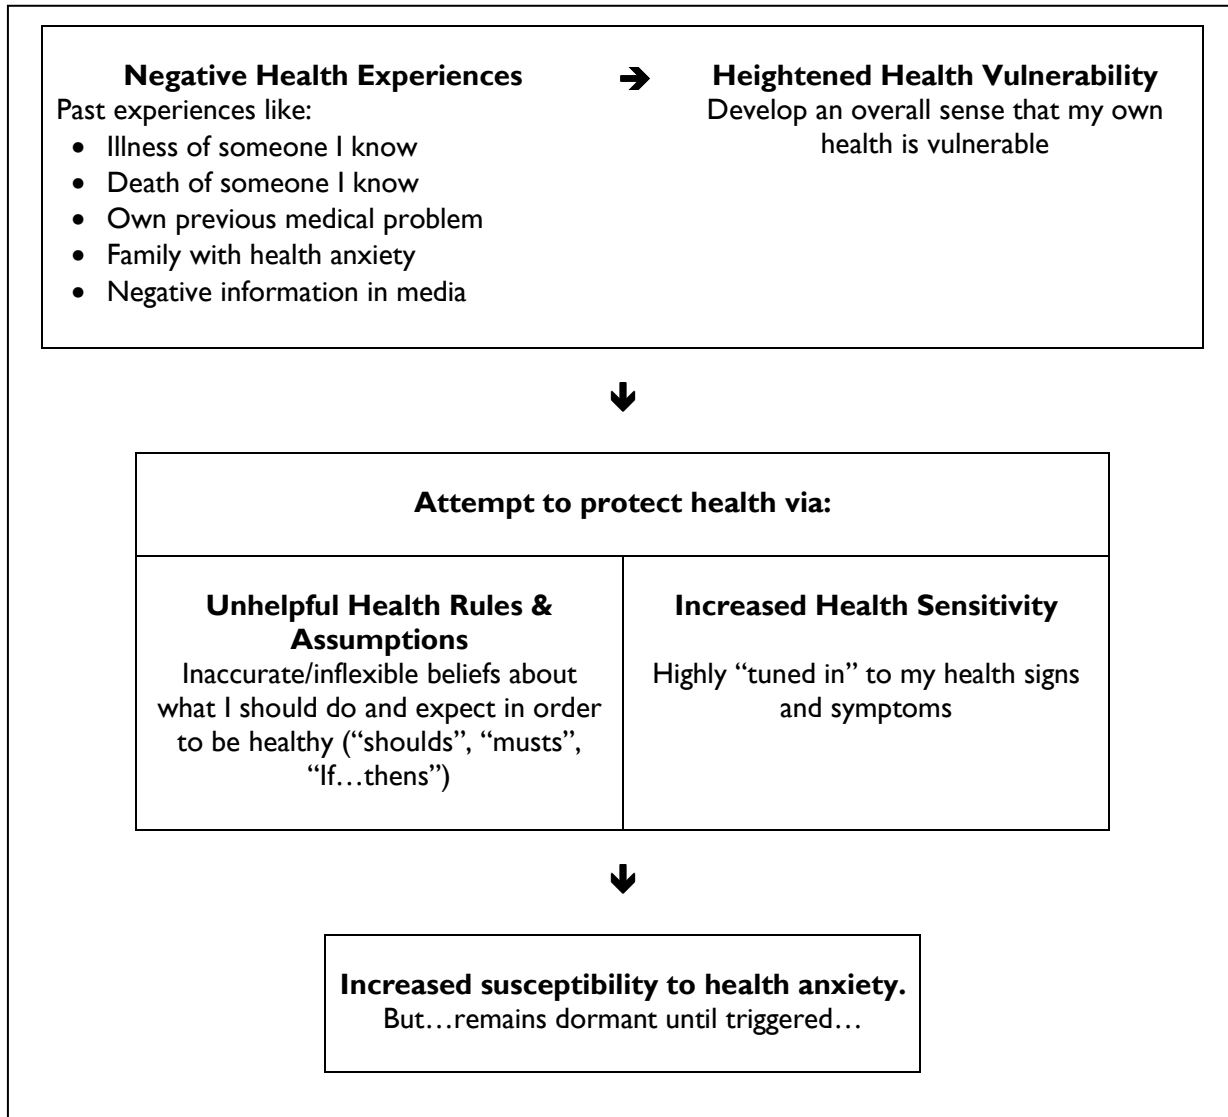 Negative Health Experiences
Past experiences like:
• Illness of someone I know
• Death of someone I know
• Own previous medical problem
• Family with health anxiety
• Negative information in media
➔
Heightened Health Vulnerability
Develop an overall sense that my own
health is vulnerable
Attempt to protect health via:
Unhelpful Health Rules &
Assumptions
Inaccurate/inflexible beliefs about
what I should do and expect in order
to be healthy (“shoulds”, “musts”,
“If…thens”)
Increased Health Sensitivity
Highly “tuned in” to my health signs
and symptoms
Increased susceptibility to health anxiety.
But…remains dormant until triggered…